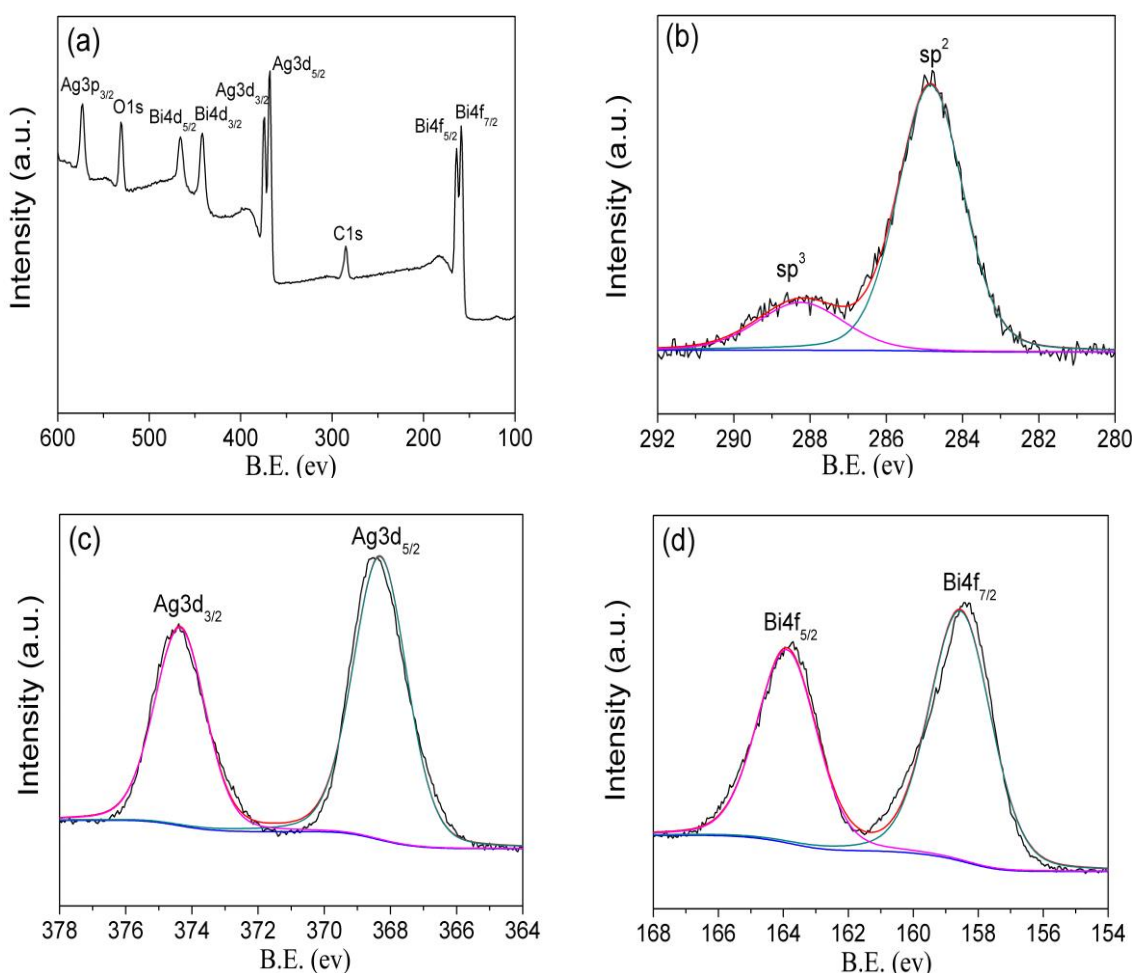 (a)
Ag3p3/2
O1s
Bi4d5/2
Bi4d3/2
Ag3d3/2
Ag3d5/2
C1s
Bi4f5/2
Bi4f7/2
Intensity (a.u.)
600 500 400 300 200 100
B.E. (ev)
(b)
sp2
sp3
Intensity (a.u.)
292 290 288 286 284 282 280
B.E. (ev)
(c)
Ag3d3/2
Ag3d5/2
Intensity (a.u.)
378 376 374 372 370 368 366 364
B.E. (ev)
(d)
Bi4f5/2
Bi4f7/2
Intensity (a.u.)
168 166 164 162 160 158 156 154
B.E. (ev)